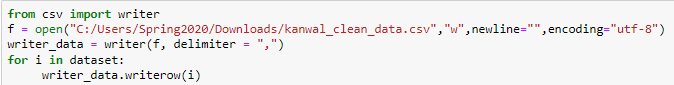 from csv import writer
f = open("C:/Users/Spring2020/Downloads/kanwal_clean_data.csv","w",newline="",encoding="utf-8")
writer_data = writer(f, delimiter = ",")
for i in dataset:
    writer_data.writerow(i)